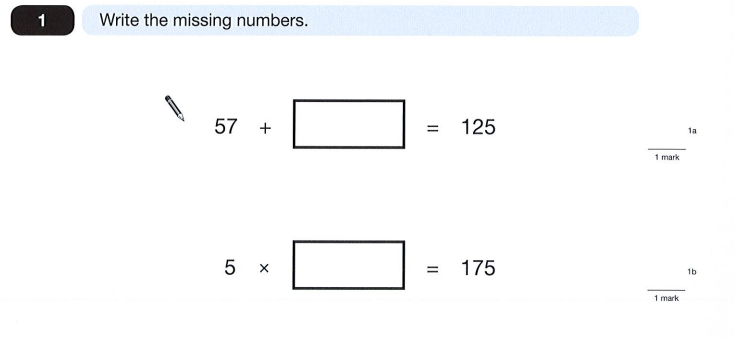 1 Write the missing numbers.
57 + = 125
1a
1 mark
5 × = 175
1b
1 mark